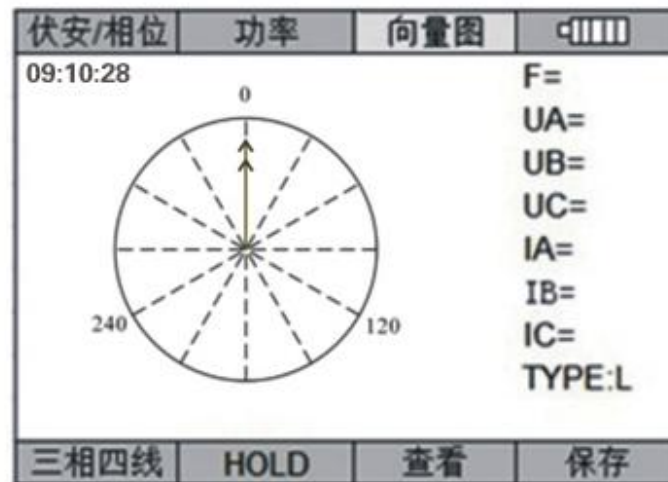 伏安/相位 功率 向量图
09:10:28
0
240
120
F=
UA=
UB=
UC=
IA=
IB=
IC=
TYPE:L
三相四线 HOLD 查看 保存